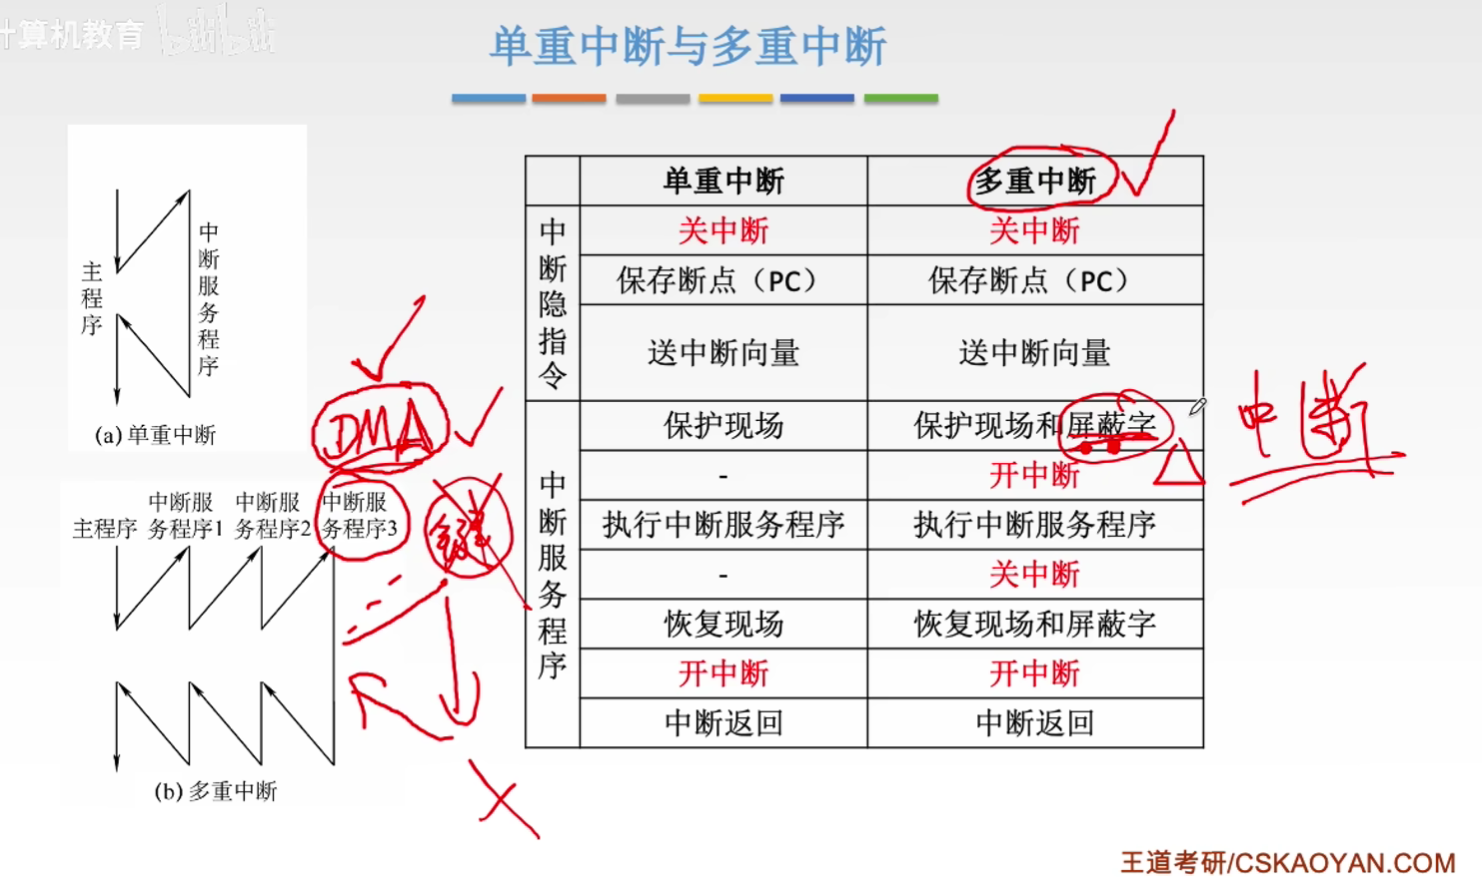 计算机教育 bilibili
单重中断与多重中断
单重中断 多重中断
中断隐指令
关中断 关中断
保存断点（PC） 保存断点（PC）
送中断向量 送中断向量
中断服务程序
保护现场 保护现场和屏蔽字
- 开中断
执行中断服务程序 执行中断服务程序
- 关中断
恢复现场 恢复现场和屏蔽字
开中断 开中断
中断返回 中断返回
主程序
中断服务程序
(a) 单重中断
DMA
主程序
中断服务程序1
中断服务程序2
中断服务程序3
(b) 多重中断
中断
王道考研/CSKAOYAN.COM